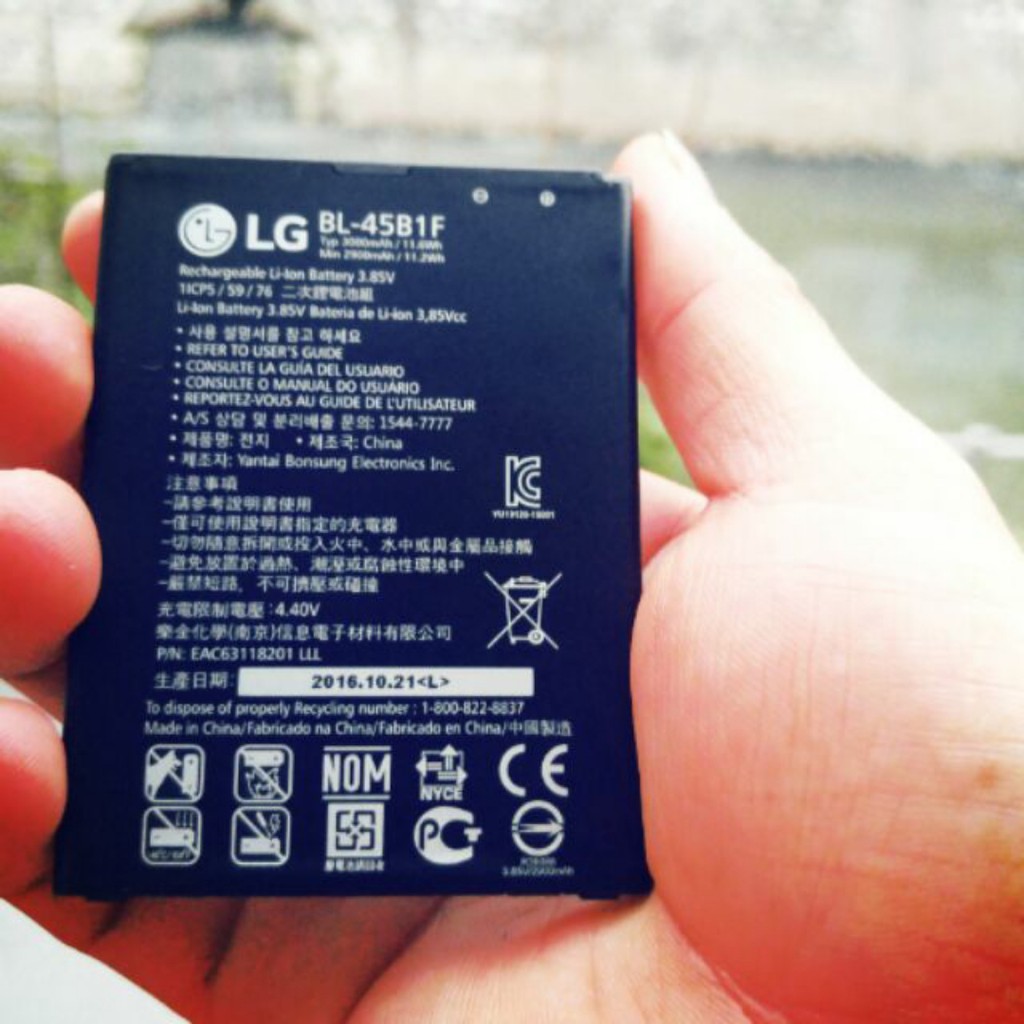 LG BL-45B1F
Typ 3000mAh / 11.6Wh
Min 2900mAh / 11.2Wh
Rechargeable Li-Ion Battery 3.85V
1ICP5 / 59 / 76 二次鋰電池組
Li-Ion Battery 3.85V Bateria de Li-ion 3,85Vcc
• 사용 설명서를 참고 하세요
• REFER TO USER'S GUIDE
• CONSULTE LA GUÍA DEL USUARIO
• CONSULTE O MANUAL DO USUÁRIO
• REPORTEZ-VOUS AU GUIDE DE L'UTILISATEUR
• A/S 상담 및 분리배출 문의: 1544-7777
• 제품명: 전지 • 제조국: China
• 제조자: Yantai Bonsung Electronics Inc.
注意事項
-請參考說明書使用
-僅可使用說明書指定的充電器
-切勿隨意拆開或投入火中、水中或與金屬品接觸
-避免放置於過熱、潮溼或腐蝕性環境中
-嚴禁短路，不可擠壓或碰撞
充電限制電壓 : 4.40V
樂金化學(南京)信息電子材料有限公司
P/N: EAC63118201 LLL
生產日期: 2016.10.21<L>
To dispose of properly Recycling number : 1-800-822-8837
Made in China/Fabricado na China/Fabricado en China/中國製造
NOM NYCE CE
廢電池請回收 PCT
3.85V/2900mAh